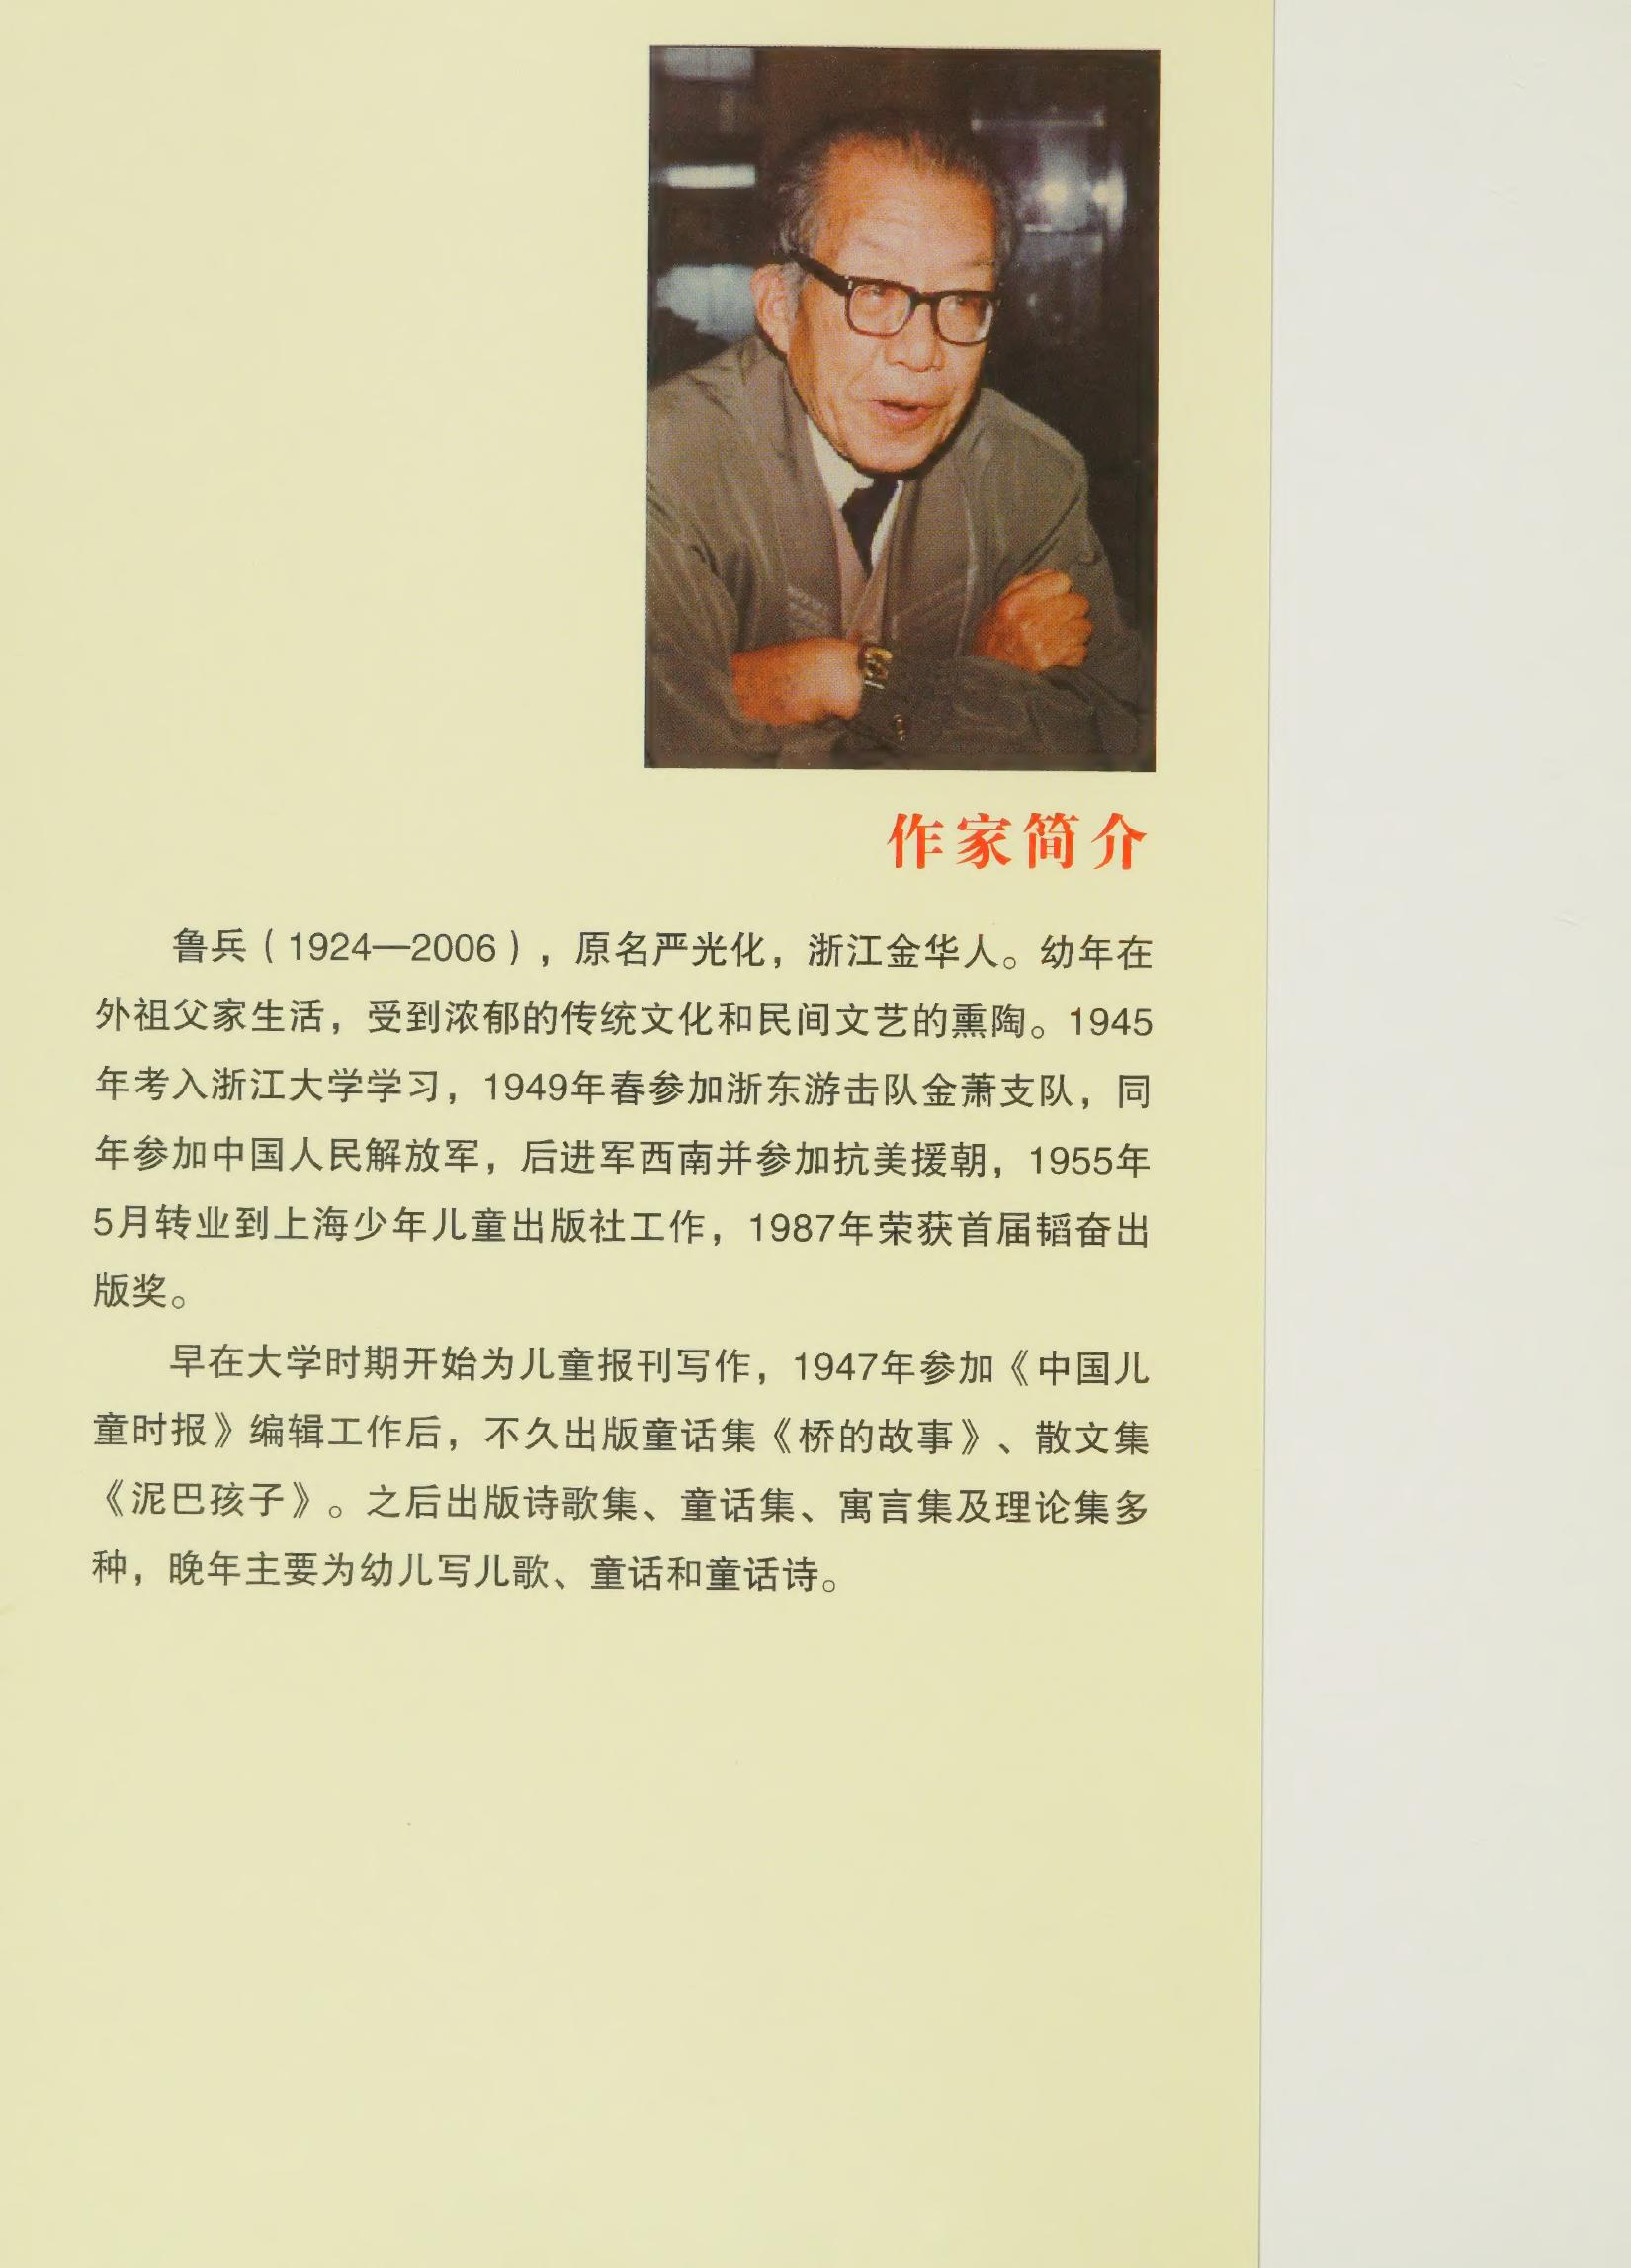 作家简介
鲁兵（1924—2006），原名严光化，浙江金华人。幼年在
外祖父家生活，受到浓郁的传统文化和民间文艺的熏陶。1945
年考入浙江大学学习，1949年春参加浙东游击队金萧支队，同
年参加中国人民解放军，后进军西南并参加抗美援朝，1955年
5月转业到上海少年儿童出版社工作，1987年荣获首届韬奋出
版奖。
早在大学时期开始为儿童报刊写作，1947年参加《中国儿
童时报》编辑工作后，不久出版童话集《桥的故事》、散文集
《泥巴孩子》。之后出版诗歌集、童话集、寓言集及理论集多
种，晚年主要为幼儿写儿歌、童话和童话诗。